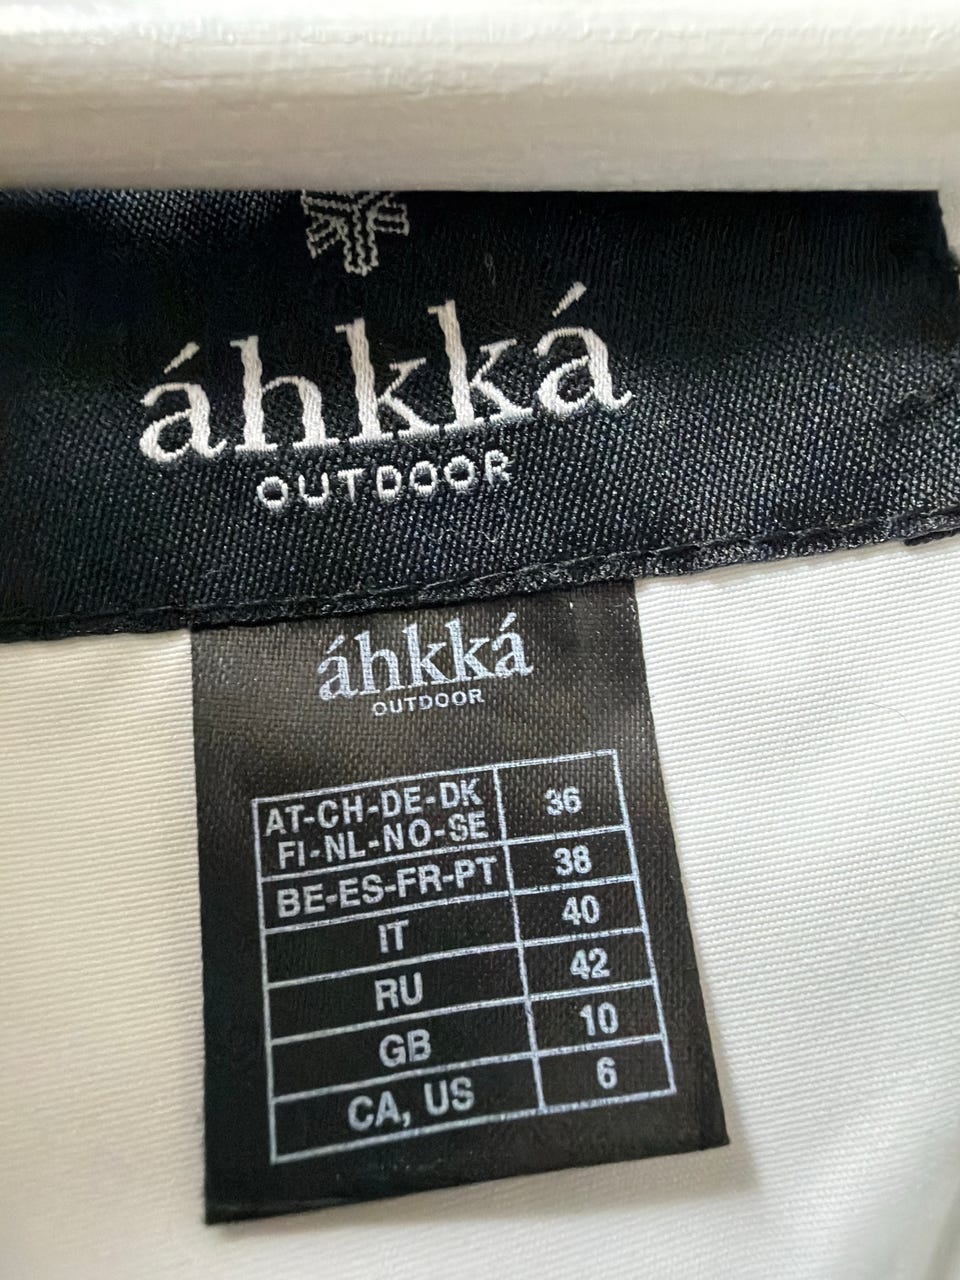 áhkká
OUTDOOR
áhkká
OUTDOOR
AT-CH-DE-DK
FI-NL-NO-SE 36
BE-ES-FR-PT 38
IT 40
RU 42
GB 10
CA, US 6